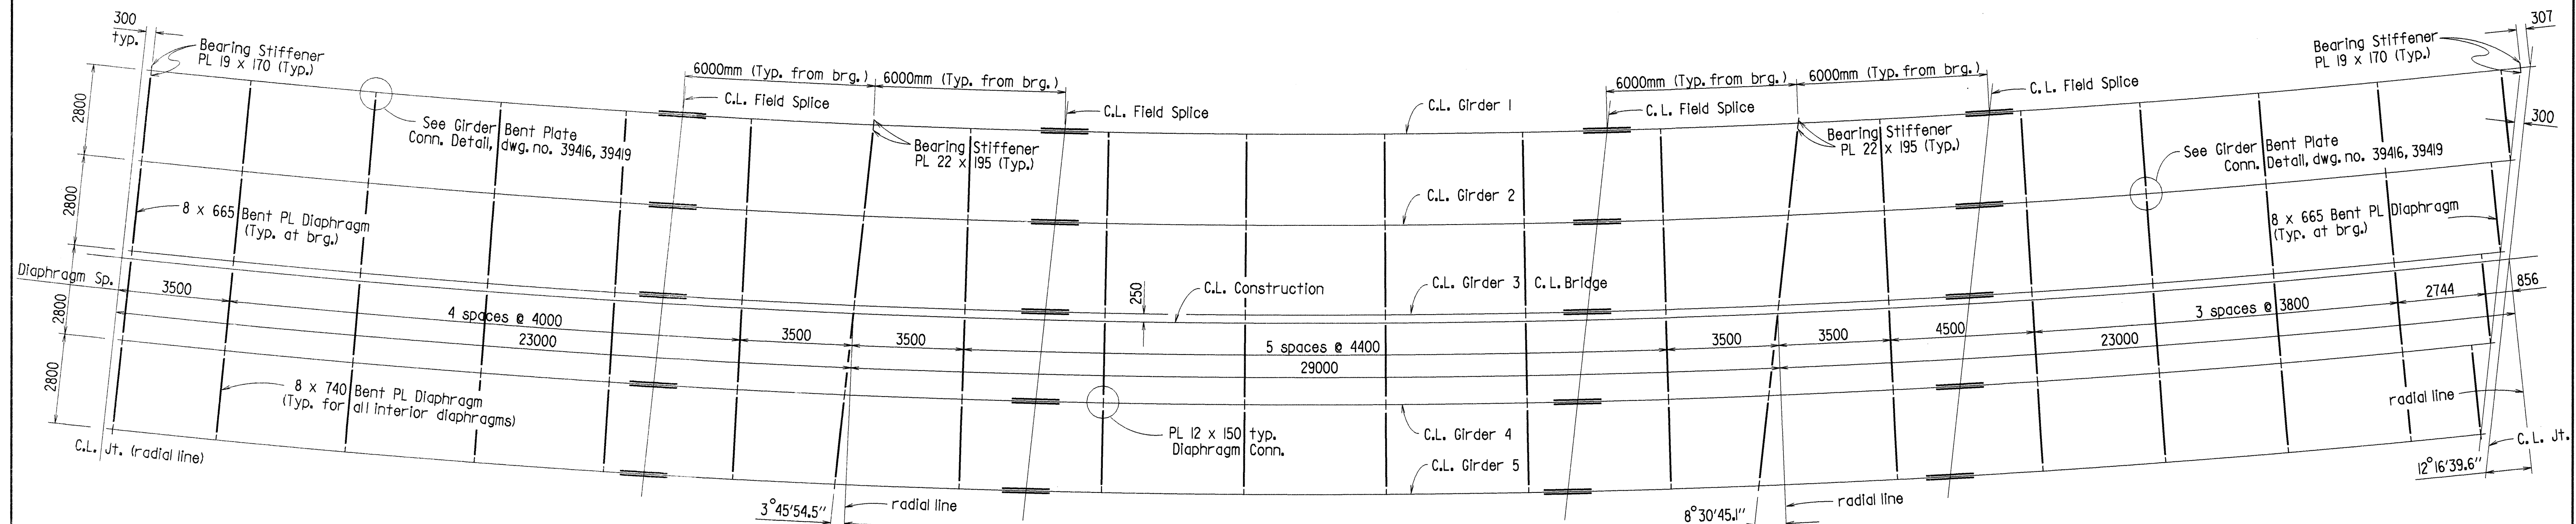 300
typ.
Bearing Stiffener
PL 19 x 170 (Typ.)
2800
2800
2800
2800
See Girder Bent Plate
Conn. Detail, dwg. no. 39416, 39419
6000mm (Typ. from brg.)
6000mm (Typ. from brg.)
C.L. Field Splice
C.L. Field Splice
Bearing Stiffener
PL 22 x 195 (Typ.)
C.L. Girder 1
C.L. Girder 2
C.L. Girder 3
C.L. Bridge
C.L. Construction
250
C.L. Girder 4
C.L. Girder 5
6000mm (Typ. from brg.)
6000mm (Typ. from brg.)
C.L. Field Splice
C.L. Field Splice
Bearing Stiffener
PL 22 x 195 (Typ.)
Bearing Stiffener
PL 19 x 170 (Typ.)
307
300
See Girder Bent Plate
Conn. Detail, dwg. no. 39416, 39419
8 x 665 Bent PL Diaphragm
(Typ. at brg.)
8 x 665 Bent PL Diaphragm
(Typ. at brg.)
Diaphragm Sp.
3500
4 spaces @ 4000
3500
3500
5 spaces @ 4400
3500
3500
4500
3 spaces @ 3800
2744
856
23000
29000
23000
8 x 740 Bent PL Diaphragm
(Typ. for all interior diaphragms)
C.L. Jt. (radial line)
PL 12 x 150 typ.
Diaphragm Conn.
radial line
3°45'54.5"
radial line
8°30'45.1"
radial line
C.L. Jt.
12°16'39.6"